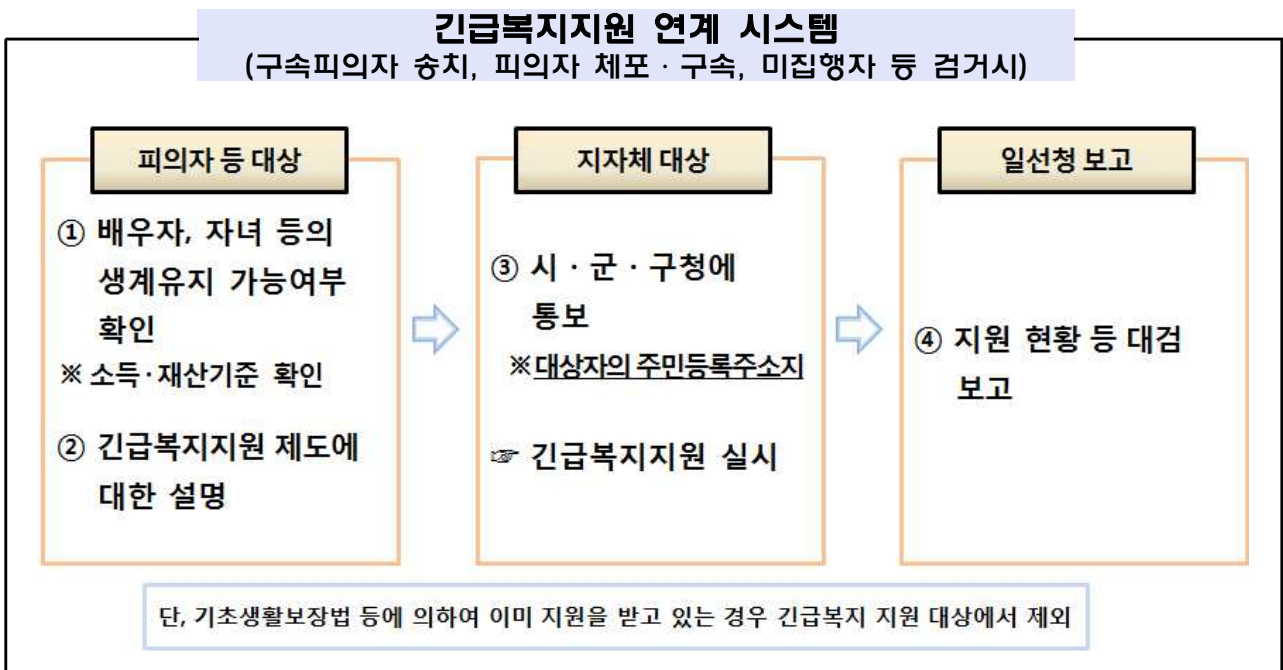 긴급복지지원 연계 시스템
(구속피의자 송치, 피의자 체포 · 구속, 미집행자 등 검거시)
피의자 등 대상
① 배우자, 자녀 등의
생계유지 가능여부
확인
※ 소득·재산기준 확인
② 긴급복지지원 제도에
대한 설명
지자체 대상
③ 시 · 군 · 구청에
통보
※대상자의 주민등록주소지
☞ 긴급복지지원 실시
일선청 보고
④ 지원 현황 등 대검
보고
단, 기초생활보장법 등에 의하여 이미 지원을 받고 있는 경우 긴급복지 지원 대상에서 제외